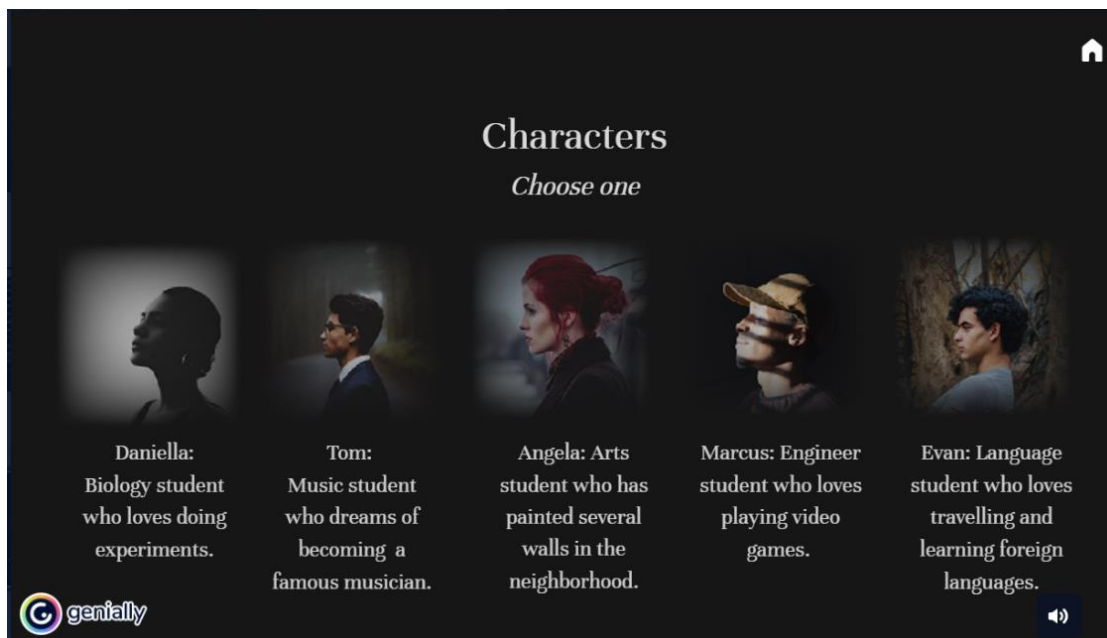 Characters
Choose one
Daniella:
Biology student
who loves doing
experiments.
Tom:
Music student
who dreams of
becoming a
famous musician.
Angela: Arts
student who has
painted several
walls in the
neighborhood.
Marcus: Engineer
student who loves
playing video
games.
Evan: Language
student who loves
travelling and
learning foreign
languages.
genially